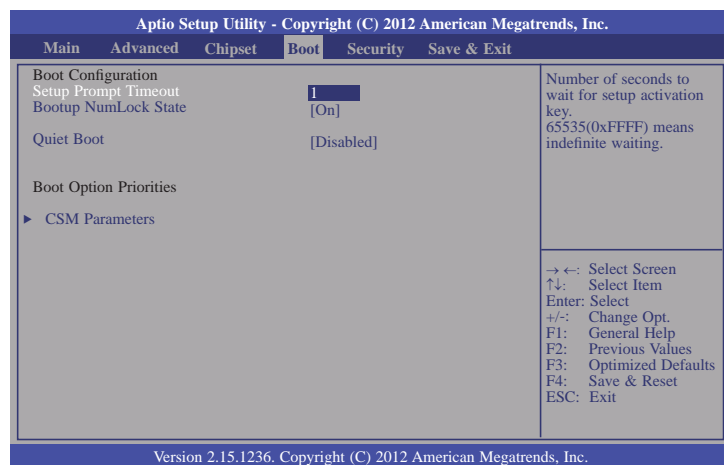 Aptio Setup Utility - Copyright (C) 2012 American Megatrends, Inc.
Main Advanced Chipset Boot Security Save & Exit
Boot Configuration
Setup Prompt Timeout 1
Bootup NumLock State [On]
Quiet Boot [Disabled]
Boot Option Priorities
▶ CSM Parameters
Number of seconds to
wait for setup activation
key.
65535(0xFFFF) means
indefinite waiting.
→ ←: Select Screen
↑↓: Select Item
Enter: Select
+/-: Change Opt.
F1: General Help
F2: Previous Values
F3: Optimized Defaults
F4: Save & Reset
ESC: Exit
Version 2.15.1236. Copyright (C) 2012 American Megatrends, Inc.